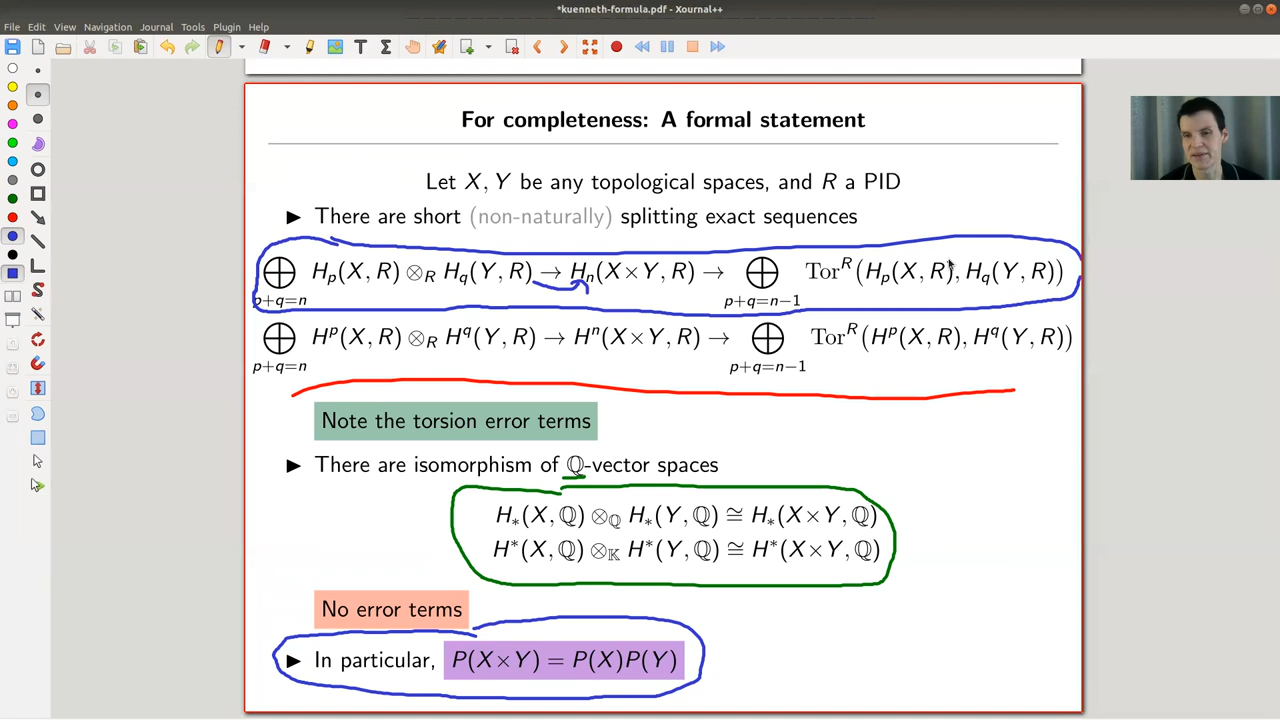 *kuenneth-formula.pdf - Xournal++
File Edit View Navigation Journal Tools Plugin Help
For completeness: A formal statement
Let X, Y be any topological spaces, and R a PID
▶ There are short (non-naturally) splitting exact sequences
⨁_{p+q=n} H_p(X, R) ⊗_R H_q(Y, R) → H_n(X×Y, R) → ⨁_{p+q=n−1} Tor^R(H_p(X, R), H_q(Y, R))
⨁_{p+q=n} H^p(X, R) ⊗_R H^q(Y, R) → H^n(X×Y, R) → ⨁_{p+q=n−1} Tor^R(H^p(X, R), H^q(Y, R))
Note the torsion error terms
▶ There are isomorphism of ℚ-vector spaces
H_*(X, ℚ) ⊗_ℚ H_*(Y, ℚ) ≅ H_*(X×Y, ℚ)
H^*(X, ℚ) ⊗_𝕂 H^*(Y, ℚ) ≅ H^*(X×Y, ℚ)
No error terms
▶ In particular, P(X×Y) = P(X)P(Y)